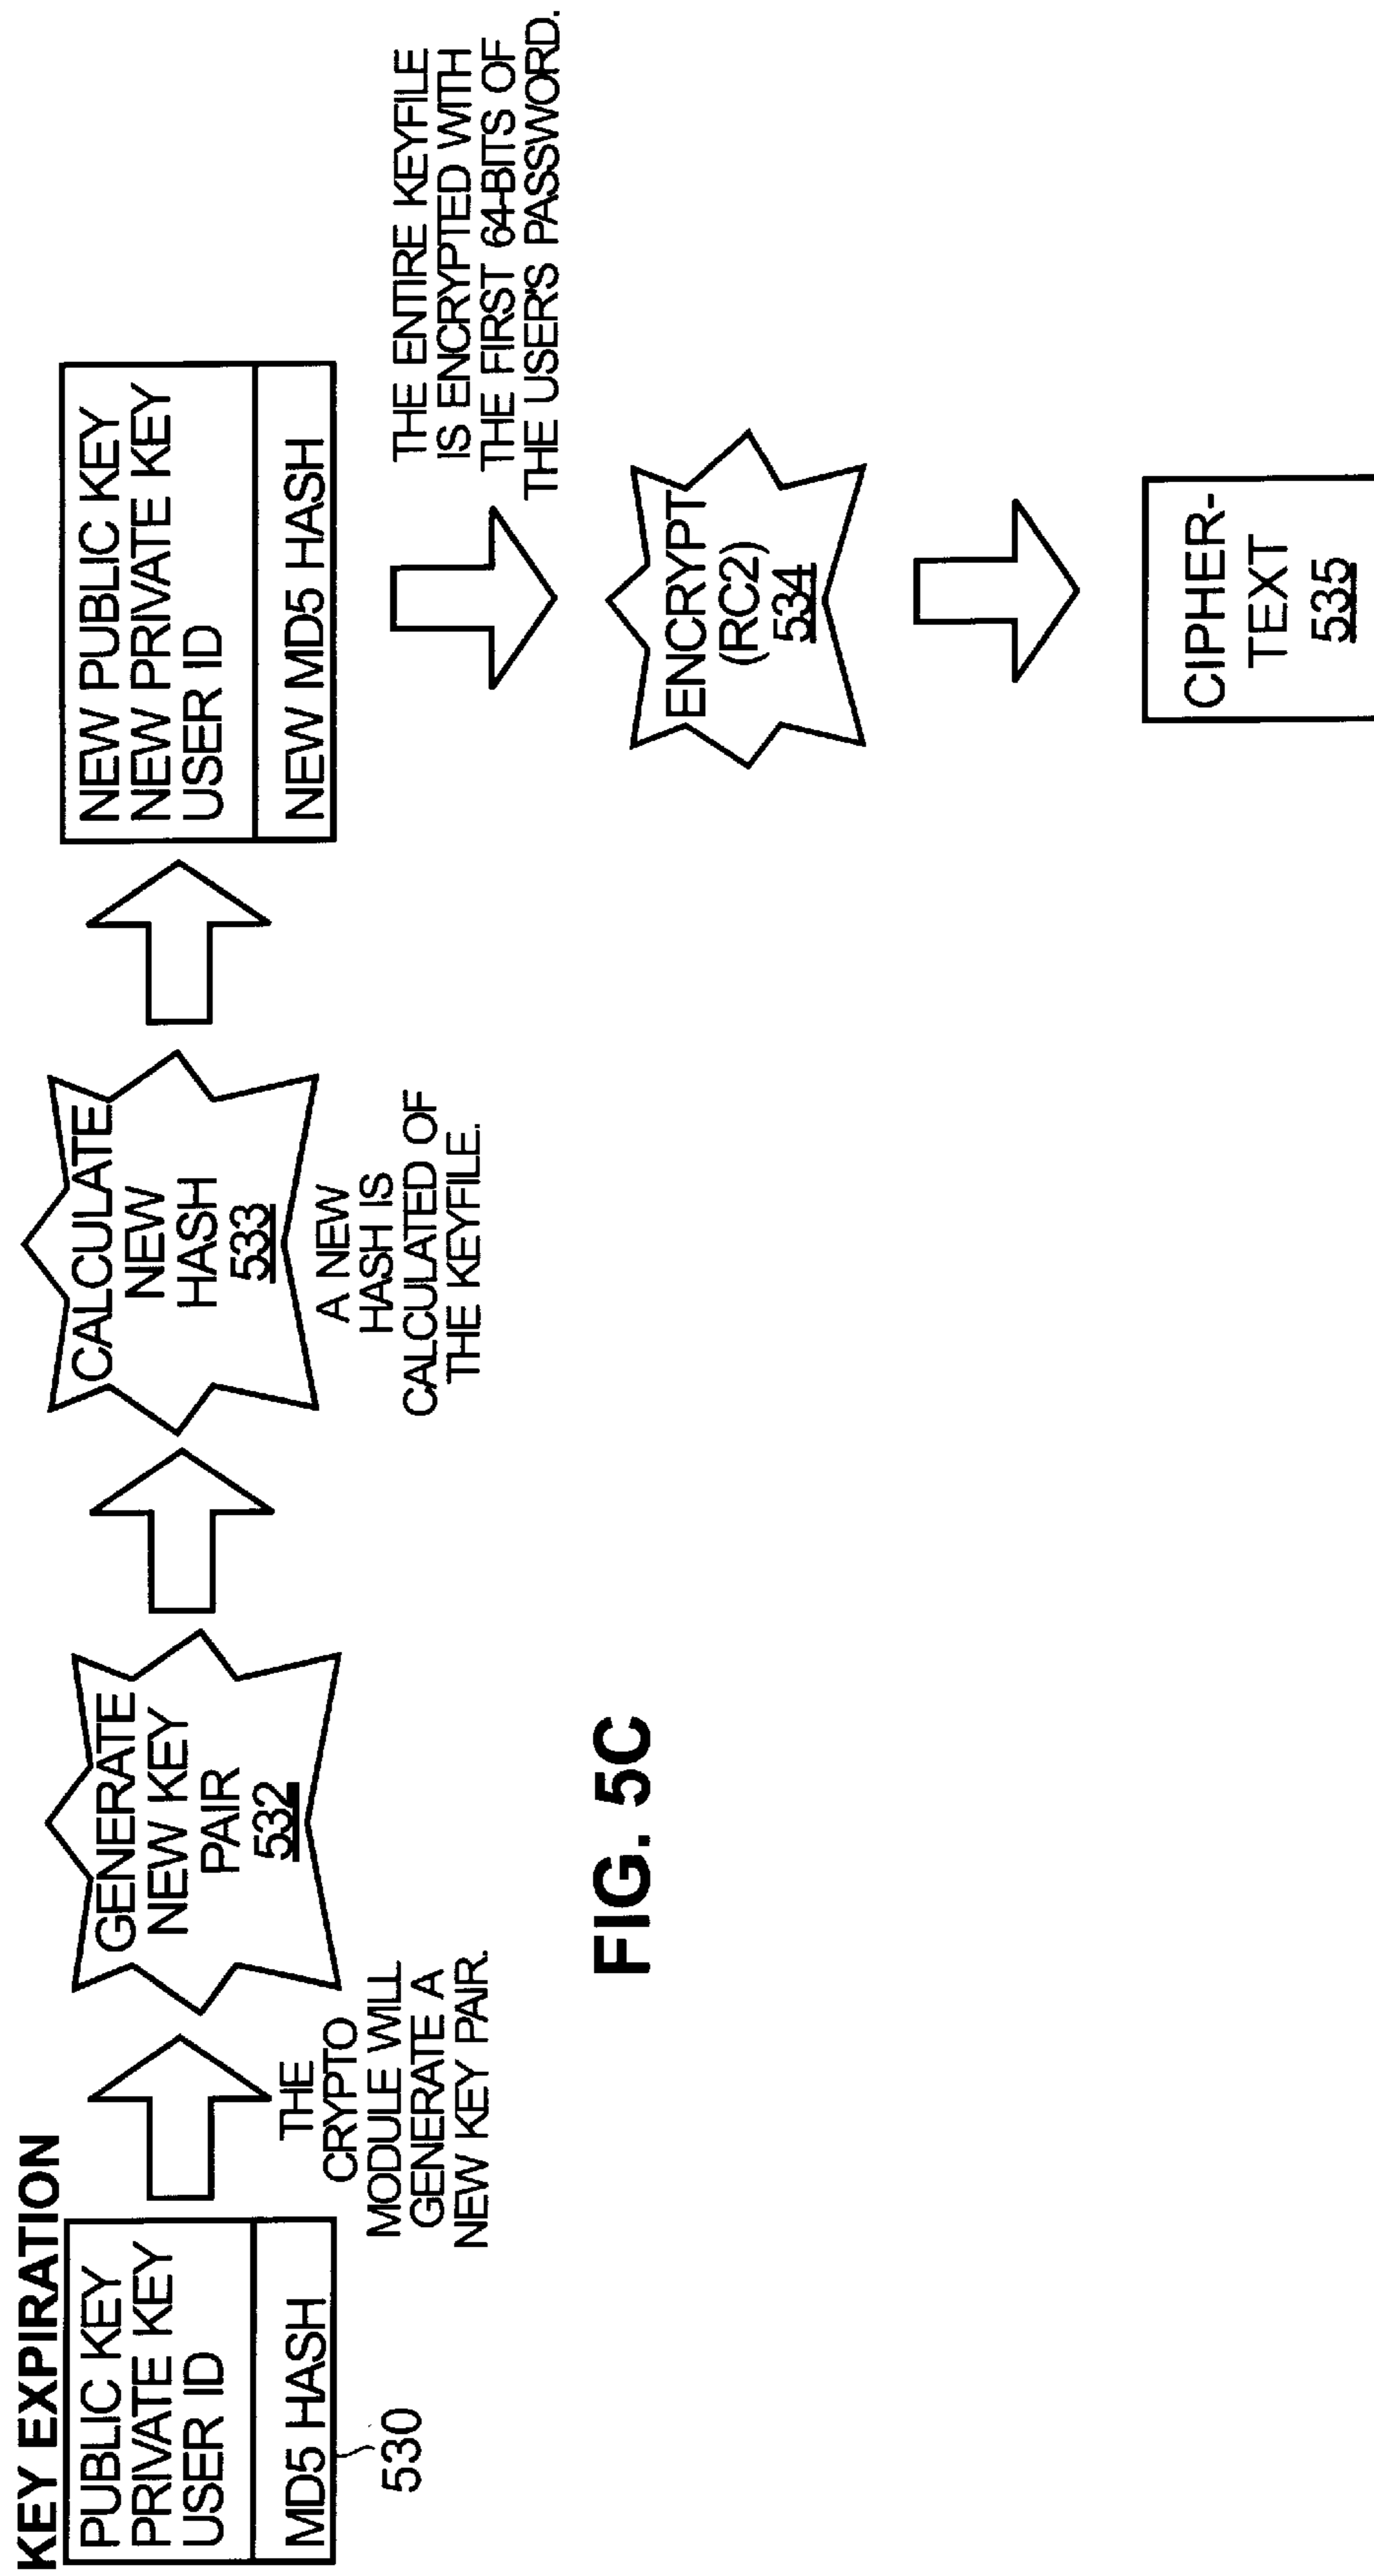 KEY EXPIRATION
PUBLIC KEY
PRIVATE KEY
USER ID
MD5 HASH
530
THE
CRYPTO
MODULE WILL
GENERATE A
NEW KEY PAIR.
GENERATE
NEW KEY
PAIR
532
CALCULATE
NEW
HASH
533
A NEW
HASH IS
CALCULATED OF
THE KEYFILE.
NEW PUBLIC KEY
NEW PRIVATE KEY
USER ID
NEW MD5 HASH
THE ENTIRE KEYFILE
IS ENCRYPTED WITH
THE FIRST 64-BITS OF
THE USER'S PASSWORD.
ENCRYPT
(RC2)
534
CIPHER-
TEXT
535
FIG. 5C